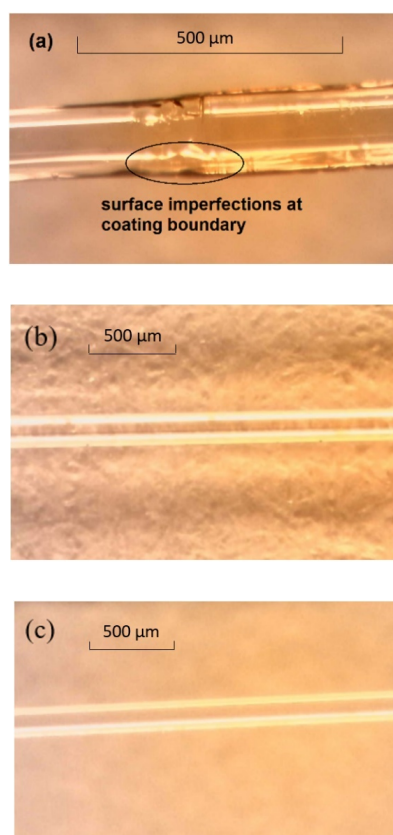 (a)
500 µm
surface imperfections at
coating boundary
(b)
500 µm
(c)
500 µm